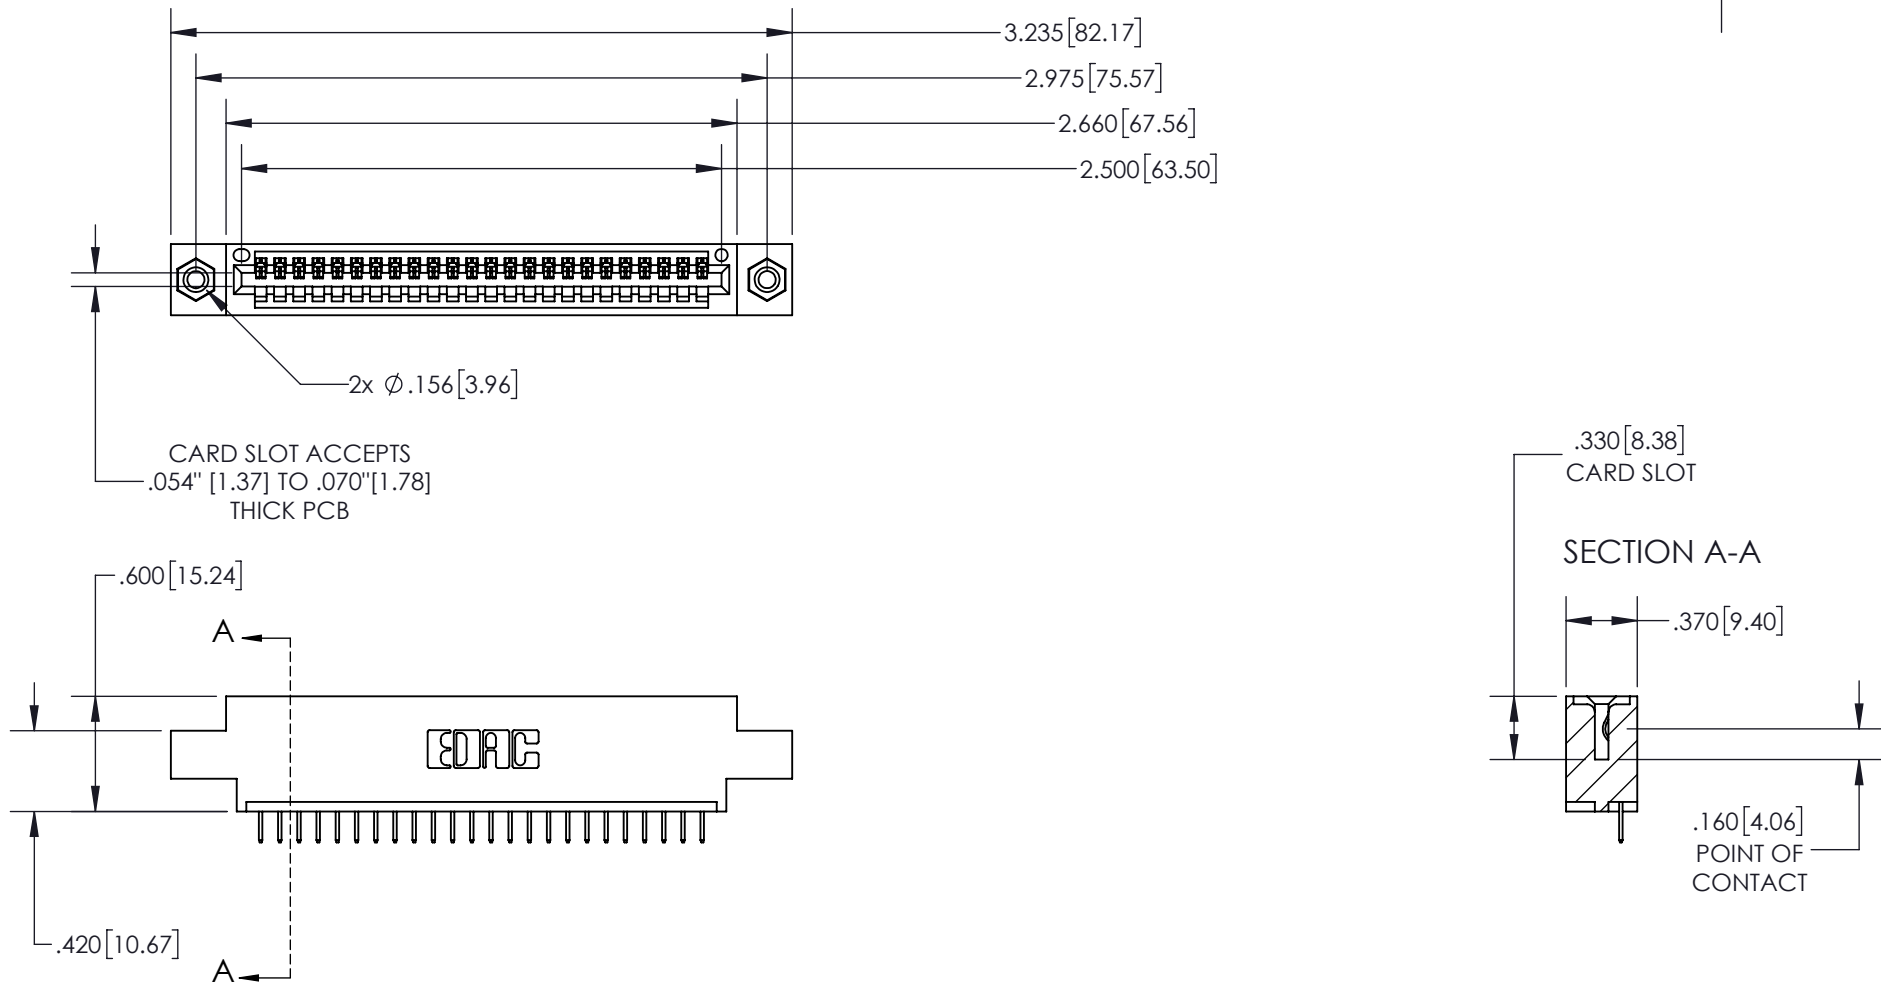 3.235[82.17]
2.975[75.57]
2.660[67.56]
2.500[63.50]
2x Ø.156[3.96]
CARD SLOT ACCEPTS
.054" [1.37] TO .070"[1.78]
THICK PCB
.330[8.38]
CARD SLOT
SECTION A-A
.600[15.24]
.370[9.40]
A
EDAC
.160[4.06]
POINT OF
CONTACT
.420[10.67]
A